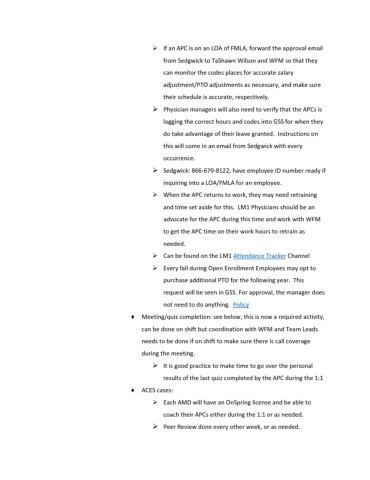 ➢ If an APC is on an LOA of FMLA, forward the approval email
from Sedgwick to TaShawn Wilson and WFM so that they
can monitor the codes places for accurate salary
adjustment/PTO adjustments as necessary, and make sure
their schedule is accurate, respectively.
➢ Physician managers will also need to verify that the APCs is
logging the correct hours and codes into GSS for when they
do take advantage of their leave granted.  Instructions on
this will come in an email from Sedgwick with every
occurrence.
➢ Sedgwick: 866-679-8122, have employee ID number ready if
inquiring into a LOA/FMLA for an employee.
➢ When the APC returns to work, they may need retraining
and time set aside for this.  LM1 Physicians should be an
advocate for the APC during this time and work with WFM
to get the APC time on their work hours to retrain as
needed.
➢ Can be found on the LM1 Attendance Tracker Channel
➢ Every fall during Open Enrollment Employees may opt to
purchase additional PTO for the following year.  This
request will be seen in GSS. For approval, the manager does
not need to do anything.  Policy
♦ Meeting/quiz completion: see below, this is now a required activity,
can be done on shift but coordination with WFM and Team Leads
needs to be done if on shift to make sure there is call coverage
during the meeting.
➢ It is good practice to make time to go over the personal
results of the last quiz completed by the APC during the 1:1
♦ ACES cases:
➢ Each AMD will have an OnSpring license and be able to
coach their APCs either during the 1:1 or as needed.
➢ Peer Review done every other week, or as needed.